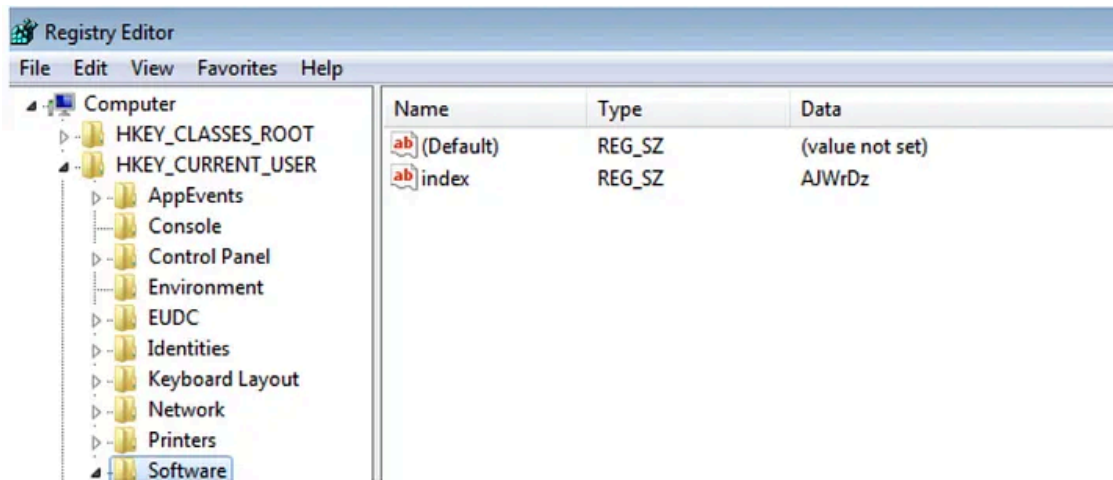 Registry Editor
File Edit View Favorites Help
Computer
HKEY_CLASSES_ROOT
HKEY_CURRENT_USER
AppEvents
Console
Control Panel
Environment
EUDC
Identities
Keyboard Layout
Network
Printers
Software
Name Type Data
ab (Default) REG_SZ (value not set)
ab index REG_SZ AJWrDz